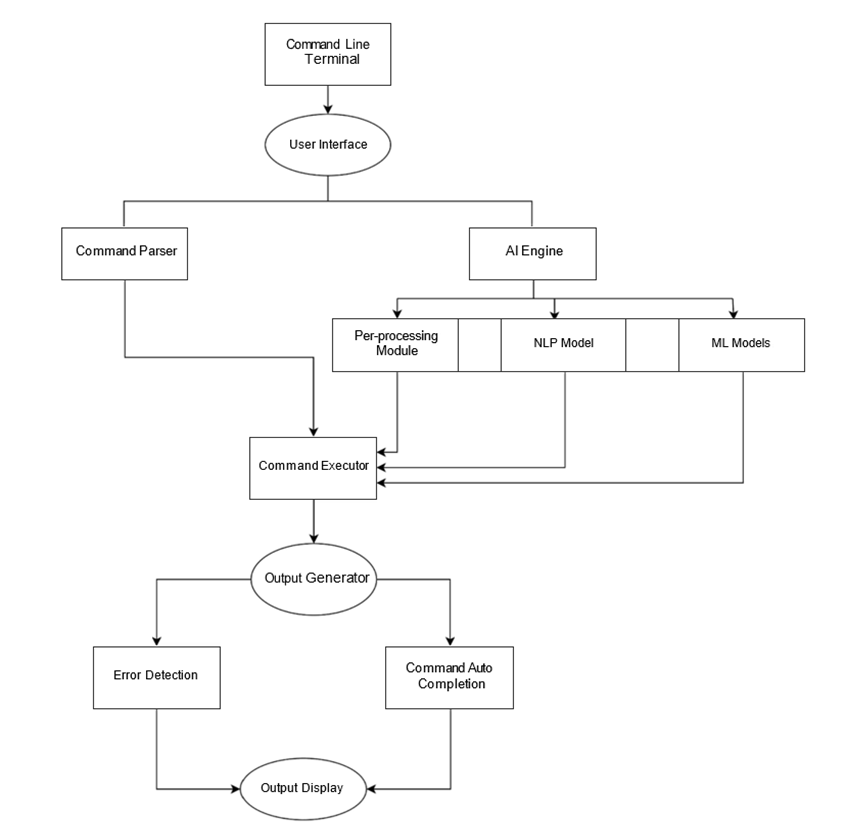 Command Line
Terminal
User Interface
Command Parser
AI Engine
Per-processing
Module
NLP Model
ML Models
Command Executor
Output Generator
Error Detection
Command Auto
Completion
Output Display